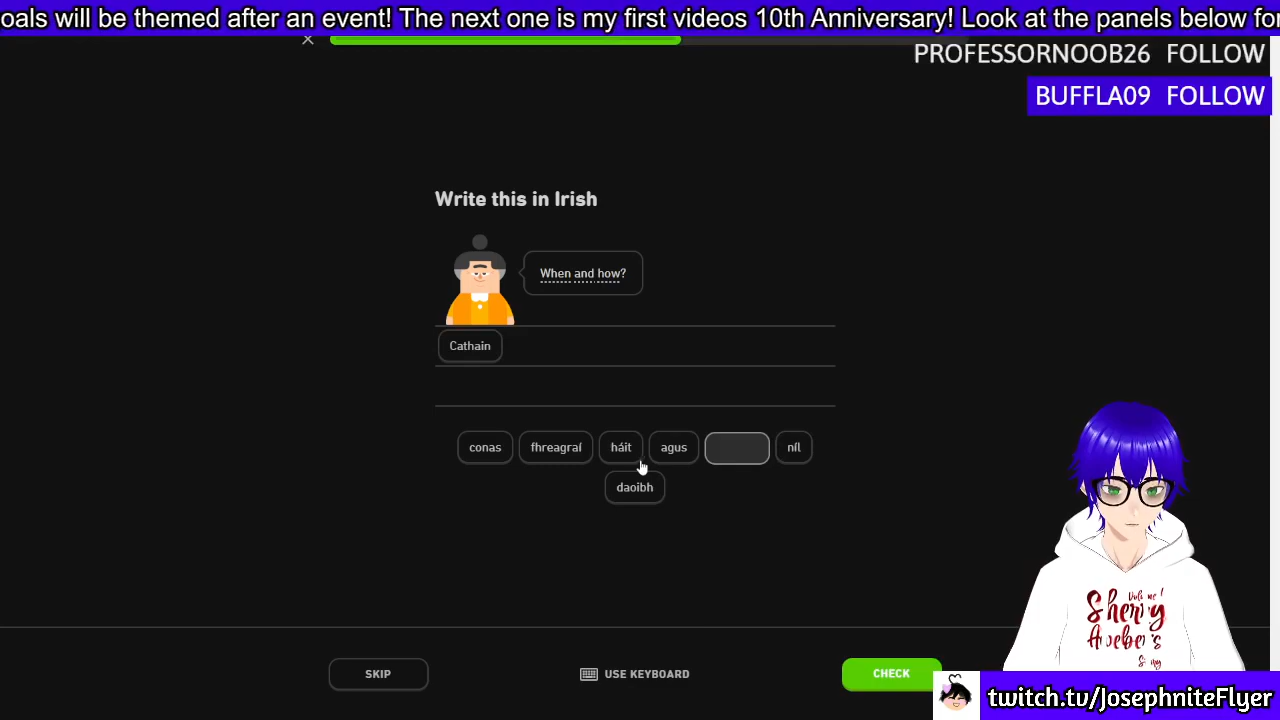 oals will be themed after an event! The next one is my first videos 10th Anniversary! Look at the panels below for
PROFESSORNOOB26 FOLLOW
BUFFLA09 FOLLOW
Write this in Irish
When and how?
Cathain
conas fhreagraí háit agus níl
daoibh
Sherry
SKIP
USE KEYBOARD
CHECK
twitch.tv/JosephniteFlyer